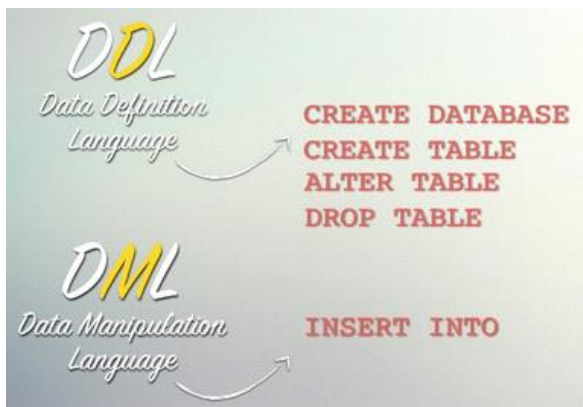 DDL
Data Definition
Language
CREATE DATABASE
CREATE TABLE
ALTER TABLE
DROP TABLE
DML
Data Manipulation
Language
INSERT INTO